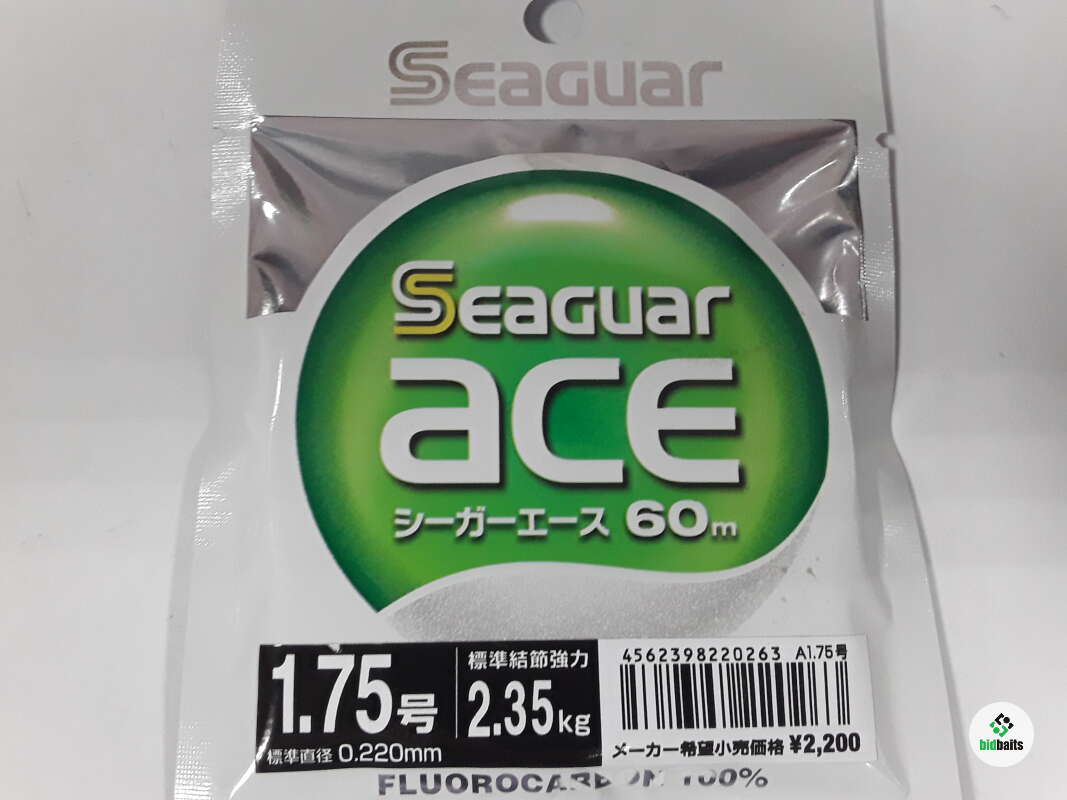 SEAGUAR
SEAGUAR
ACE
シーガーエース 60m
1.75号
標準直径 0.220mm
標準結節強力
2.35kg
4562398220263 A1.75号
メーカー希望小売価格 ¥2,200
FLUOROCARBON 100%
bidbaits